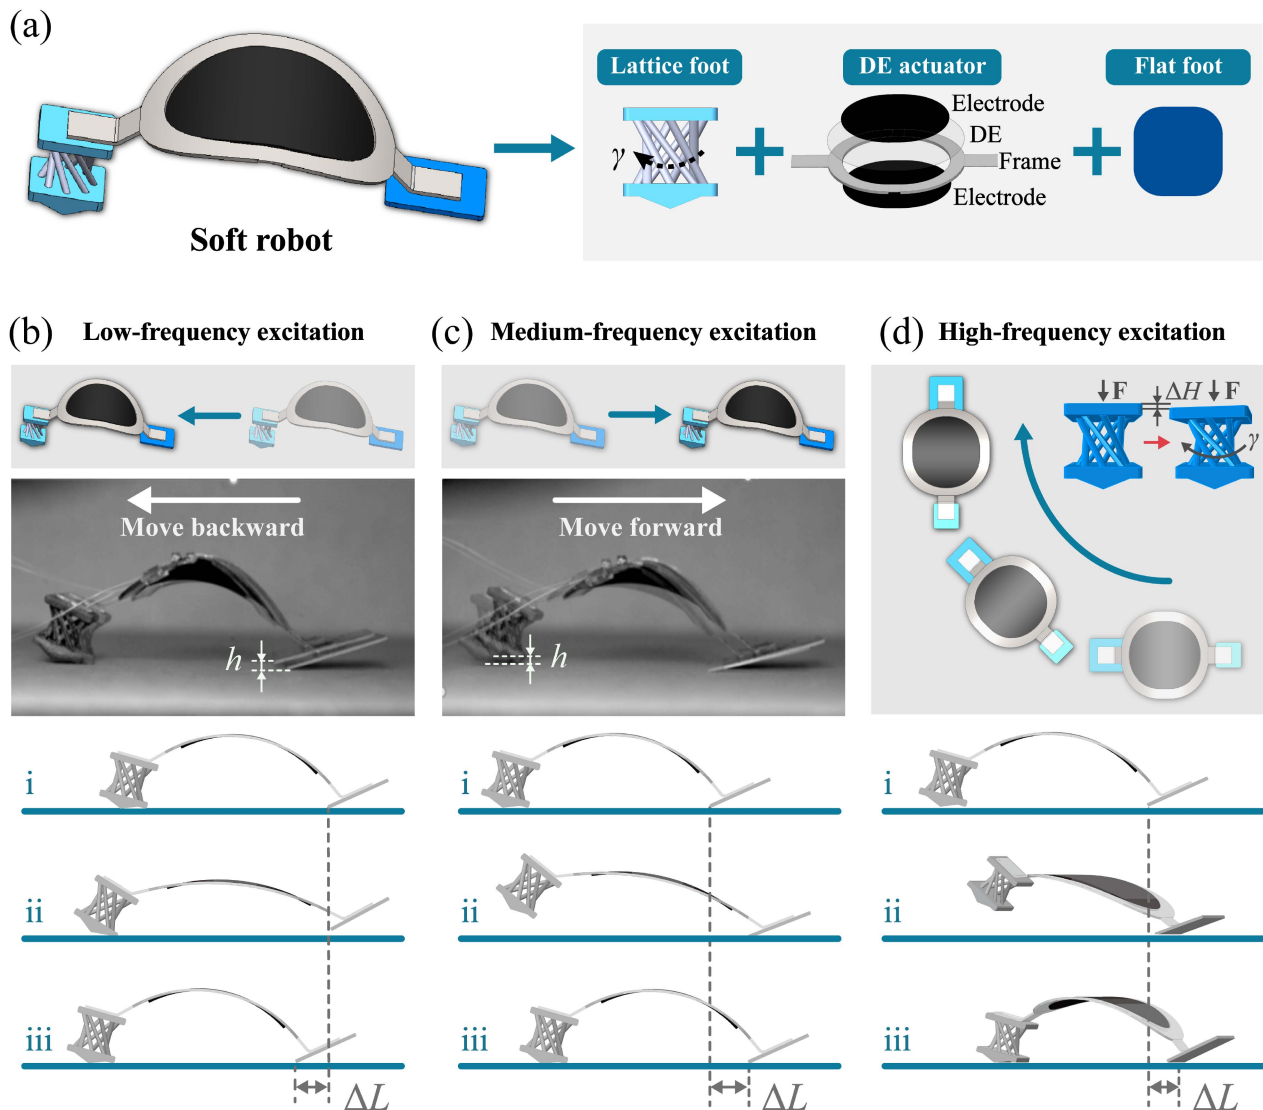 (a)
Lattice foot
DE actuator
Flat foot
Electrode
DE
Frame
Electrode
γ
Soft robot
(b) Low-frequency excitation
(c) Medium-frequency excitation
(d) High-frequency excitation
Move backward
h
Move forward
h
F ΔH F
γ
i
ii
iii
ΔL
i
ii
iii
ΔL
i
ii
iii
ΔL